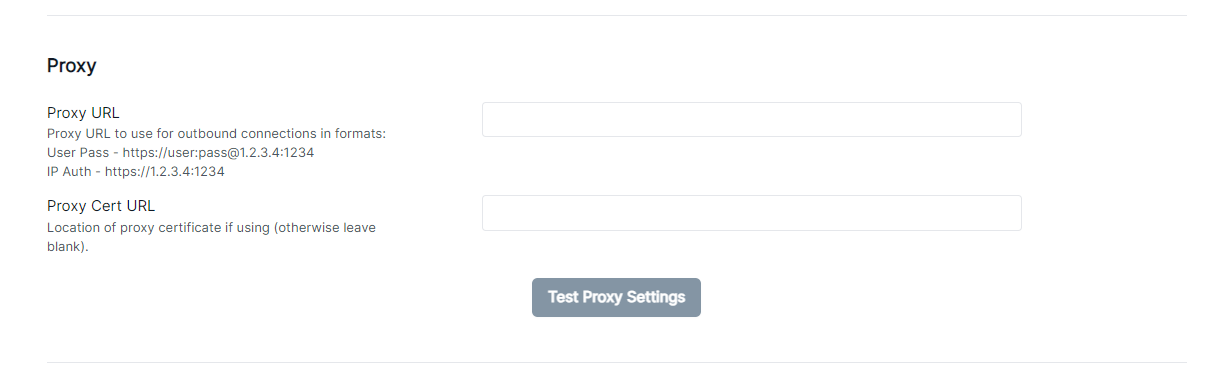 Proxy
Proxy URL
Proxy URL to use for outbound connections in formats:
User Pass - https://user:pass@1.2.3.4:1234
IP Auth - https://1.2.3.4:1234
Proxy Cert URL
Location of proxy certificate if using (otherwise leave
blank).
Test Proxy Settings